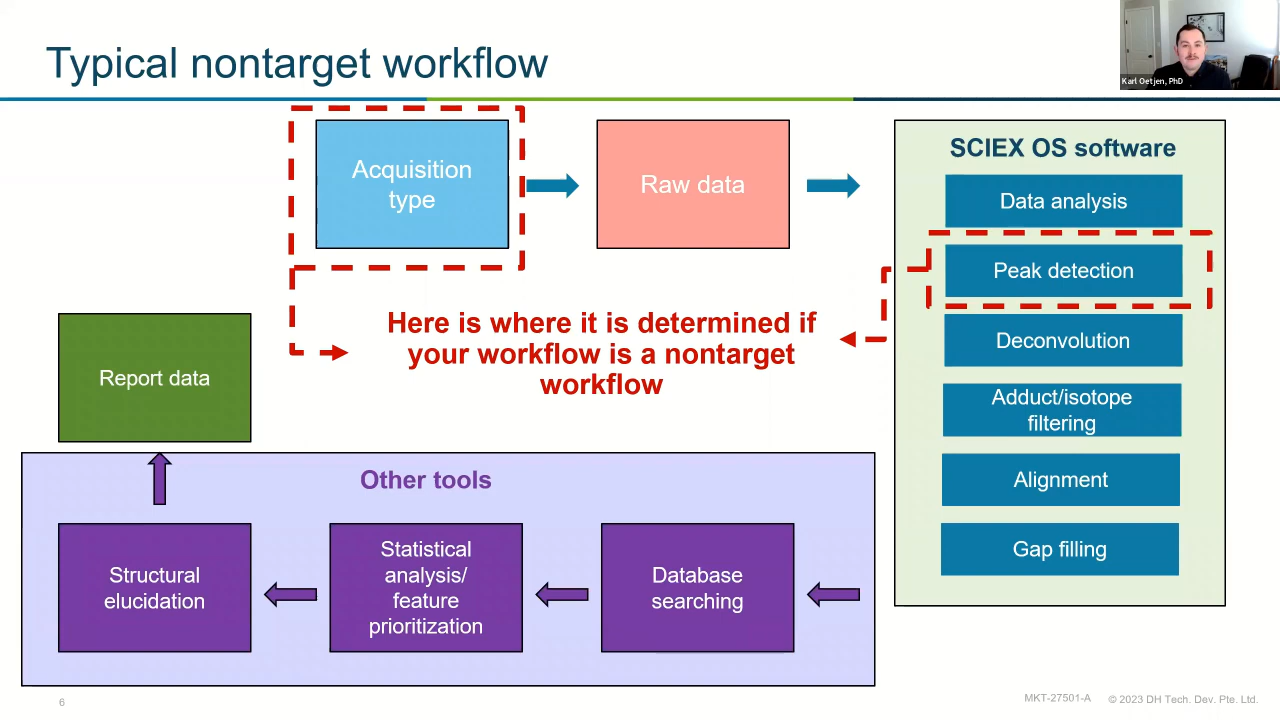 Typical nontarget workflow
Karl Oetjen, PhD
Acquisition
type
Raw data
SCIEX OS software
Data analysis
Peak detection
Deconvolution
Adduct/isotope
filtering
Alignment
Gap filling
Here is where it is determined if
your workflow is a nontarget
workflow
Report data
Other tools
Structural
elucidation
Statistical
analysis/
feature
prioritization
Database
searching
6
MKT-27501-A
© 2023 DH Tech. Dev. Pte. Ltd.